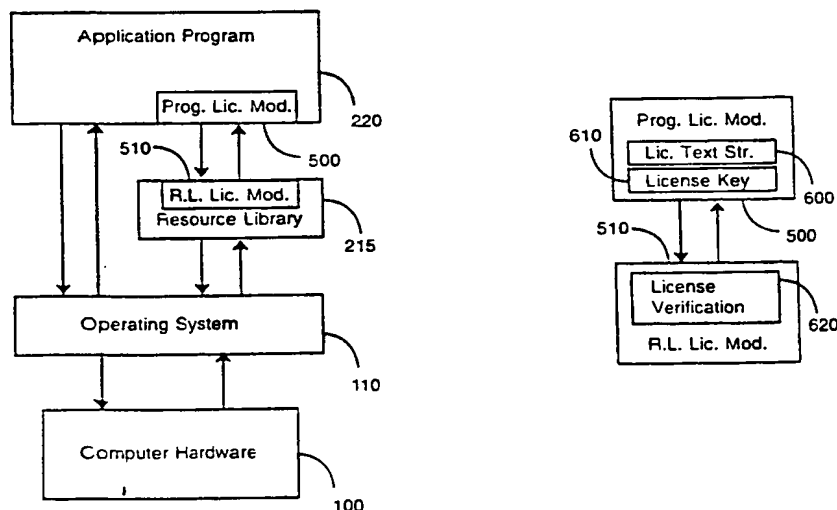 Application Program
Prog. Lic. Mod.
220
500
510
R.L. Lic. Mod.
Resource Library
215
Operating System
110
Computer Hardware
100
Prog. Lic. Mod.
610
Lic. Text Str.
License Key
600
500
510
License
Verification
620
R.L. Lic. Mod.